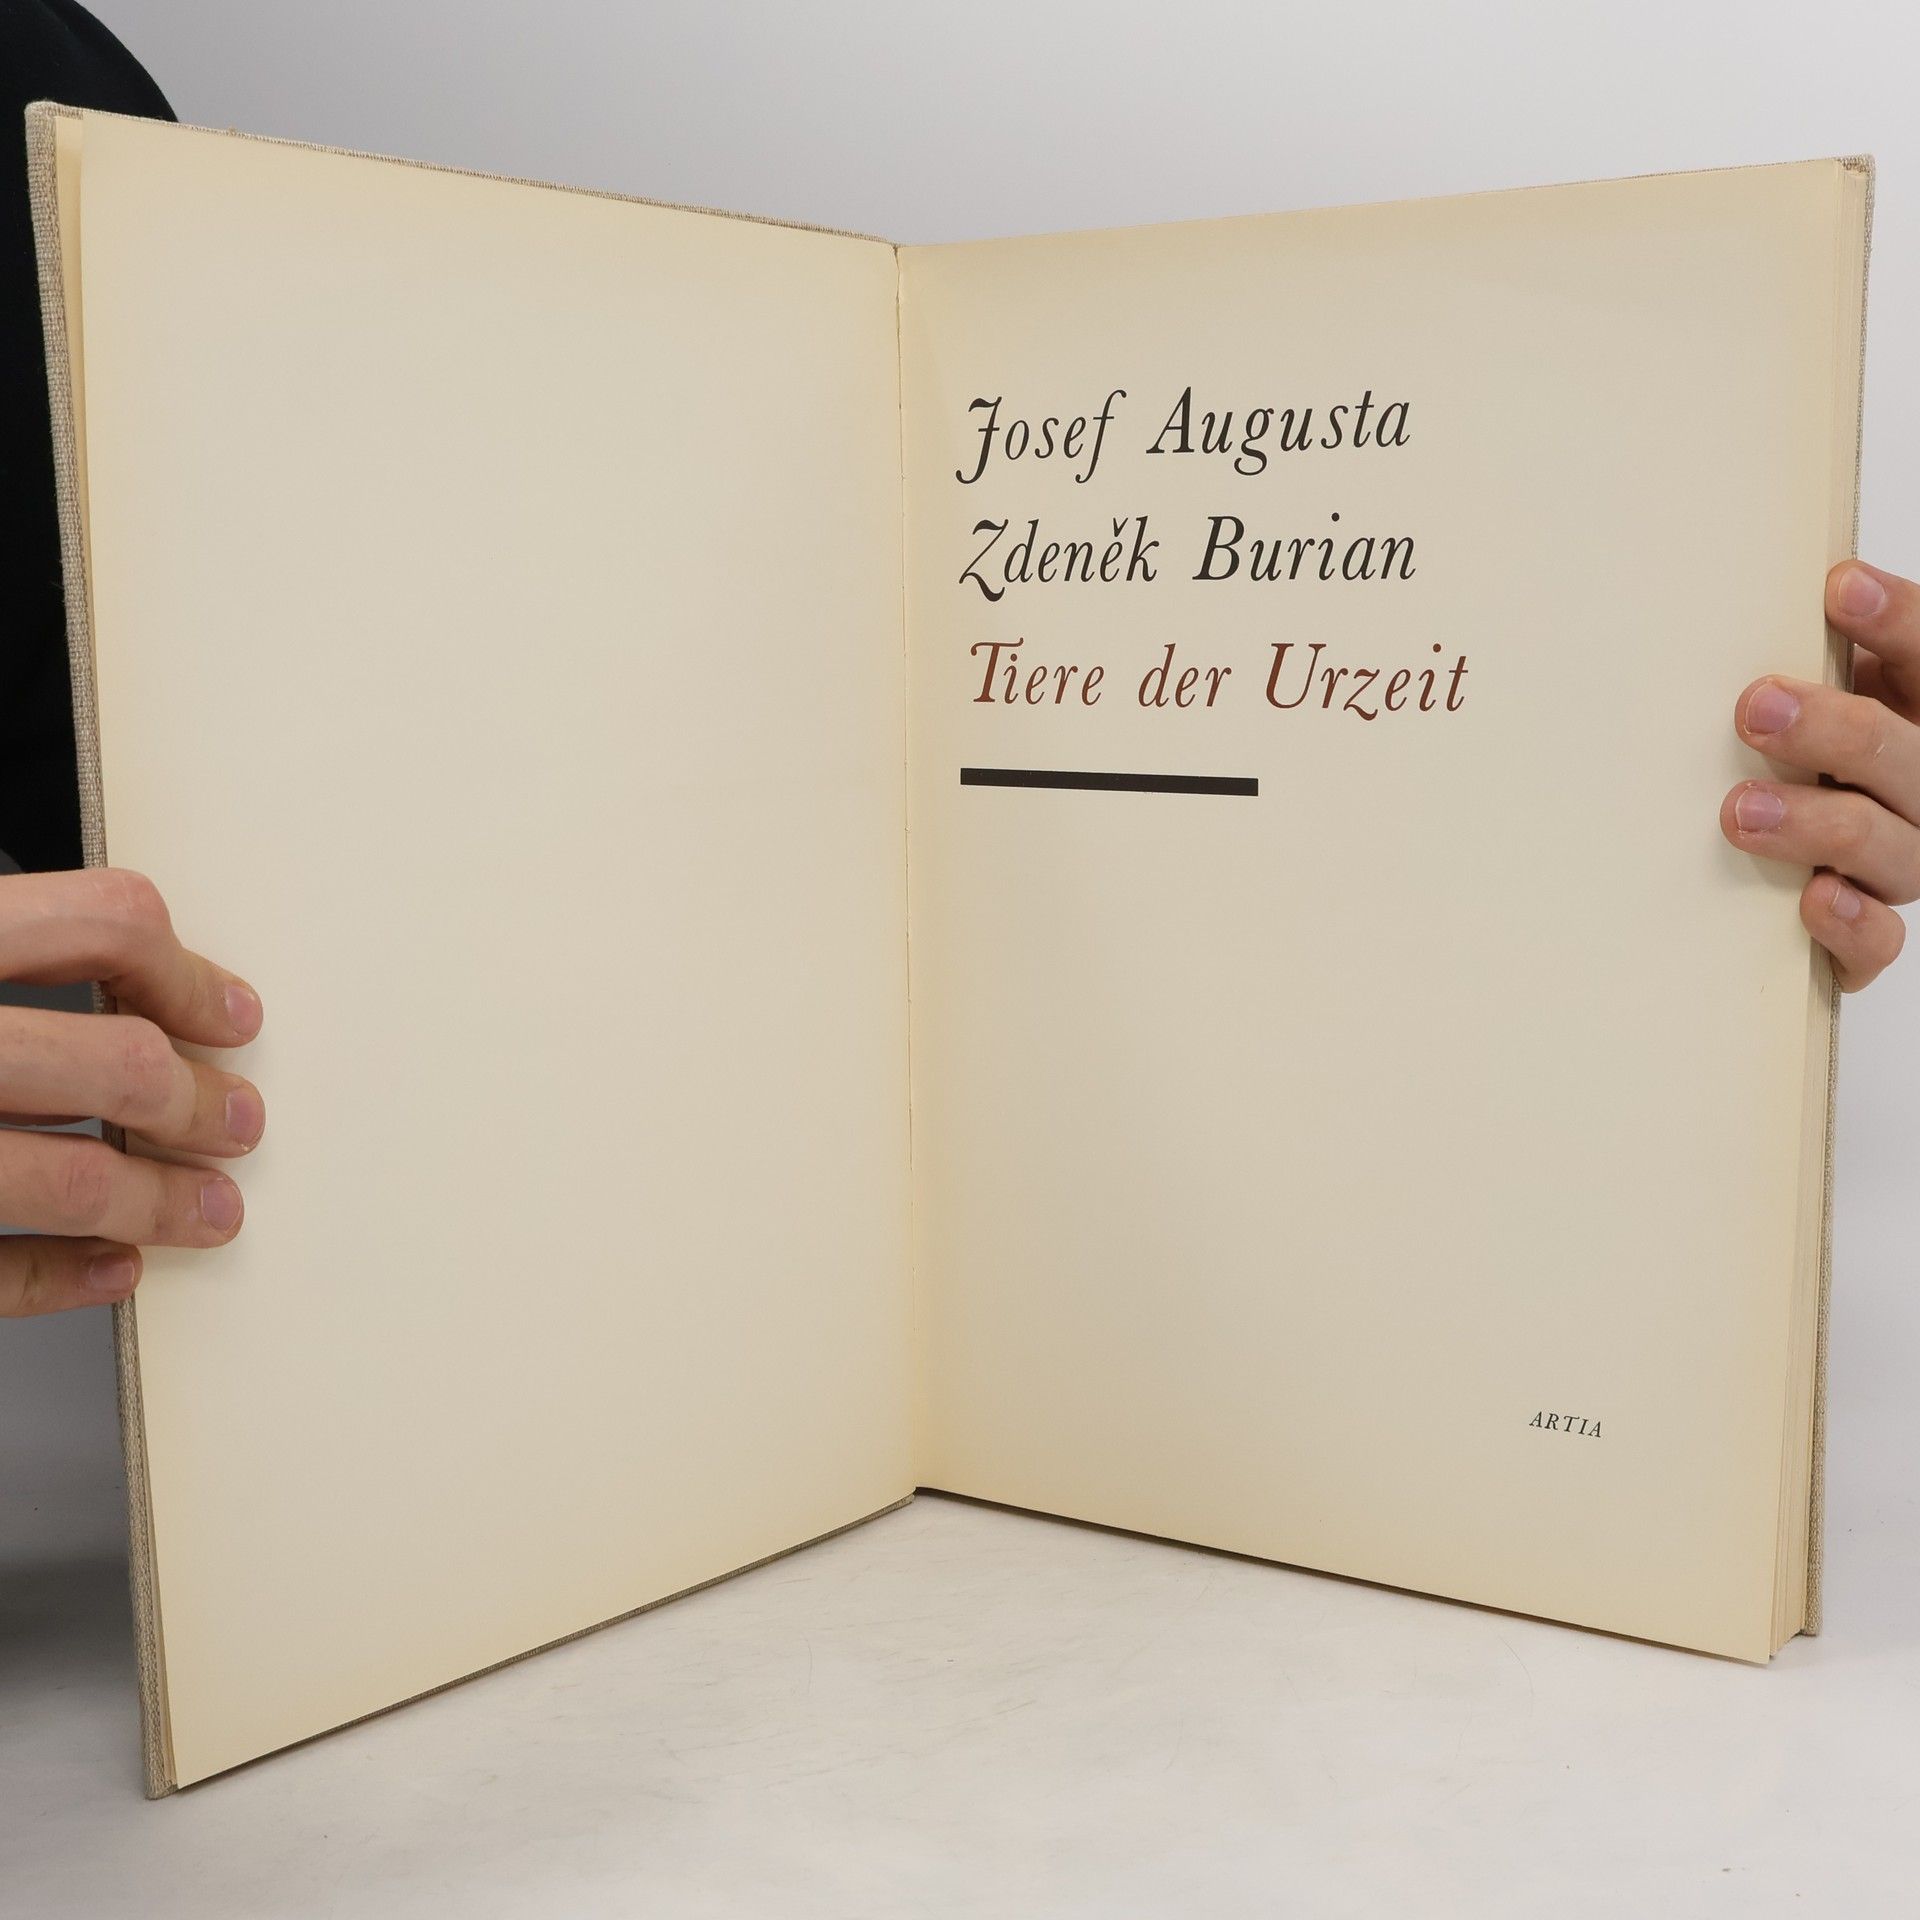 Josef Augusta
Zdeněk Burian
Tiere der Urzeit
ARTIA